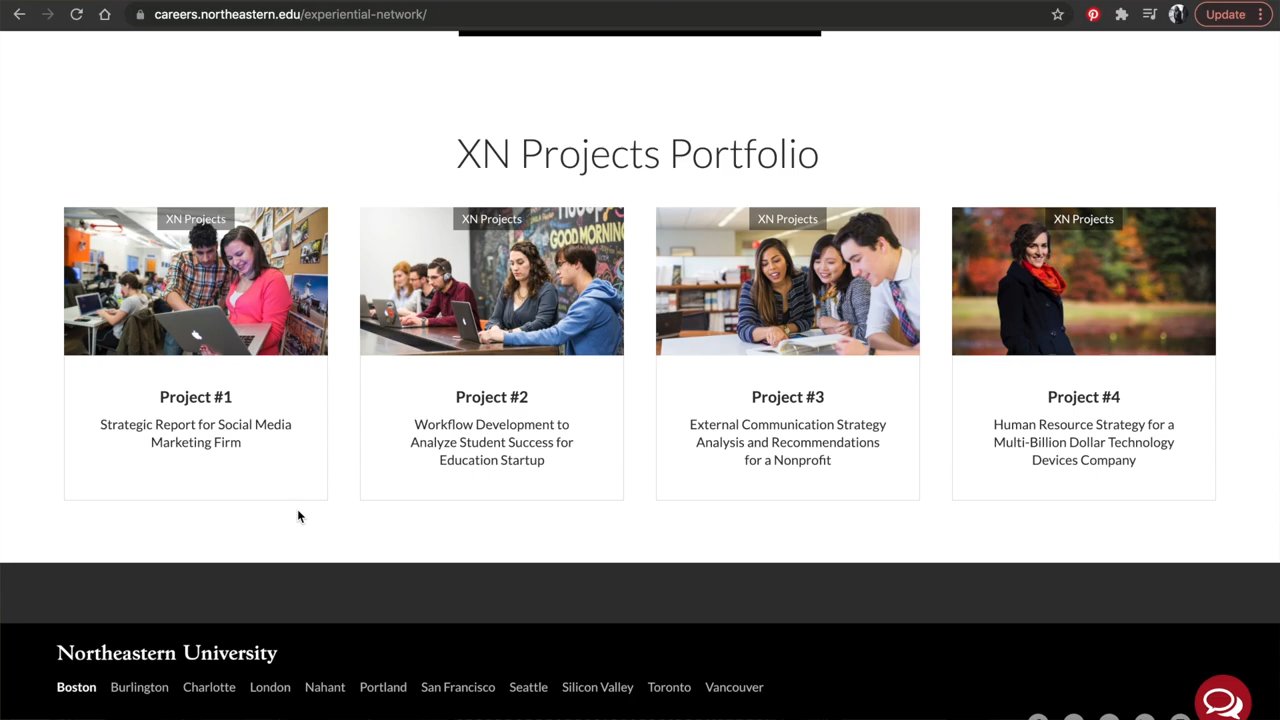 careers.northeastern.edu/experiential-network/
Update
XN Projects Portfolio
XN Projects
XN Projects
GOOD MORNING
XN Projects
XN Projects
Project #1
Strategic Report for Social Media
Marketing Firm
Project #2
Workflow Development to
Analyze Student Success for
Education Startup
Project #3
External Communication Strategy
Analysis and Recommendations
for a Nonprofit
Project #4
Human Resource Strategy for a
Multi-Billion Dollar Technology
Devices Company
Northeastern University
Boston Burlington Charlotte London Nahant Portland San Francisco Seattle Silicon Valley Toronto Vancouver